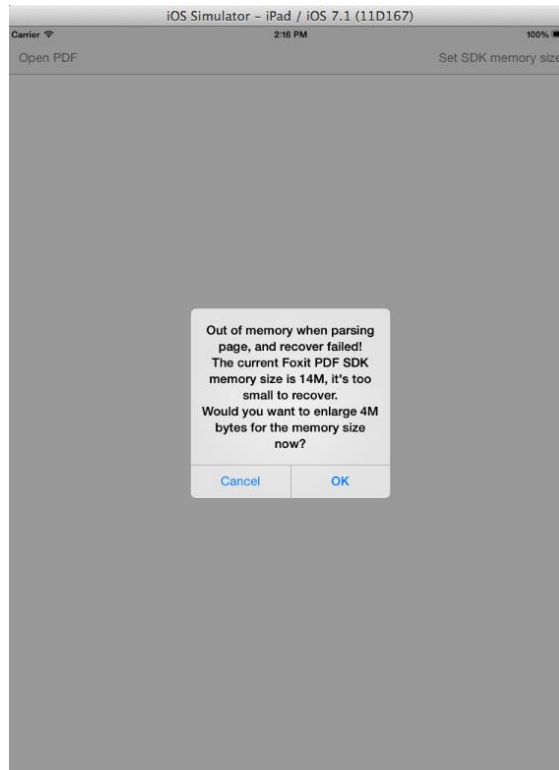 iOS Simulator – iPad / iOS 7.1 (11D167)
Carrier 2:16 PM 100%
Open PDF Set SDK memory size
Out of memory when parsing
page, and recover failed!
The current Foxit PDF SDK
memory size is 14M, it's too
small to recover.
Would you want to enlarge 4M
bytes for the memory size
now?
Cancel OK